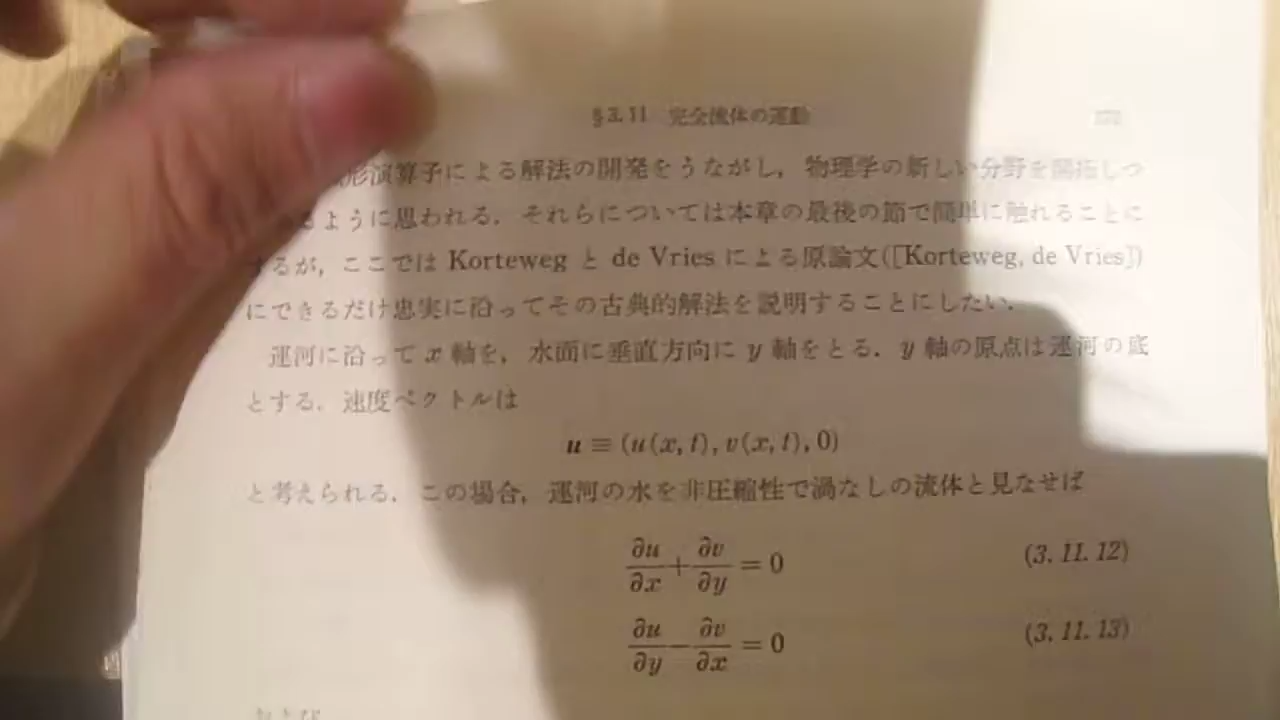 §3.11 完全流体の運動
形演算子による解法の開発をうながし，物理学の新しい分野を開拓しつ
るように思われる．それらについては本章の最後の節で簡単に触れることに
するが，ここでは Korteweg と de Vries による原論文([Korteweg, de Vries])
にできるだけ忠実に沿ってその古典的解法を説明することにしたい．
運河に沿って x 軸を，水面に垂直方向に y 軸をとる．y 軸の原点は運河の底
とする．速度ベクトルは
u ≡ (u(x, t), v(x, t), 0)
と考えられる．この場合，運河の水を非圧縮性で渦なしの流体と見なせば
∂u/∂x + ∂v/∂y = 0 (3.11.12)
∂u/∂y − ∂v/∂x = 0 (3.11.13)
および